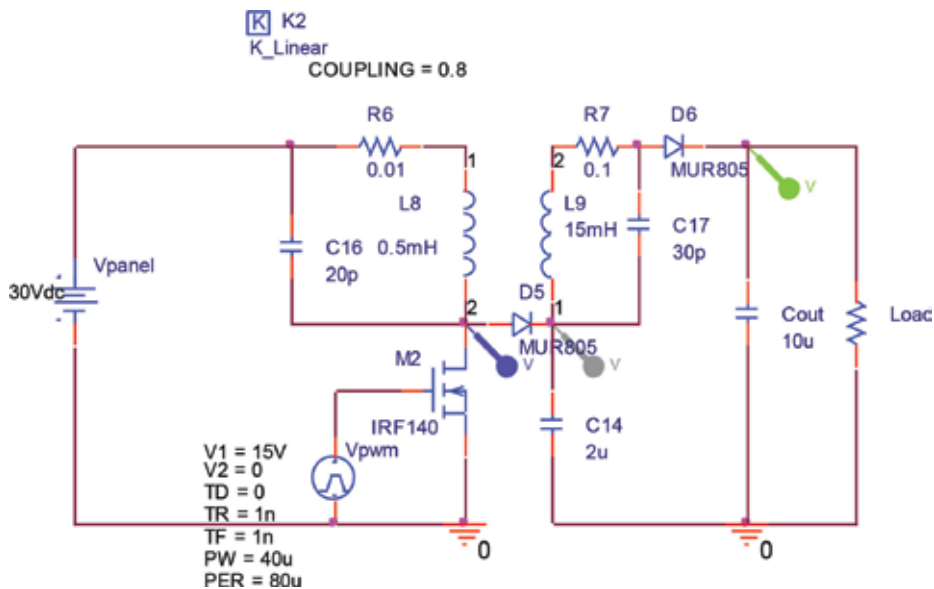 K K2
K_Linear
COUPLING = 0.8
R6
0.01
1
L8
0.5mH
C16
20p
2
Vpanel
30Vdc
R7
0.1
2
L9
15mH
1
D6
MUR805
V
C17
30p
D5
MUR805
V
V
M2
IRF140
C14
2u
Cout
10u
Load
Vpwm
V1 = 15V
V2 = 0
TD = 0
TR = 1n
TF = 1n
PW = 40u
PER = 80u
0
0